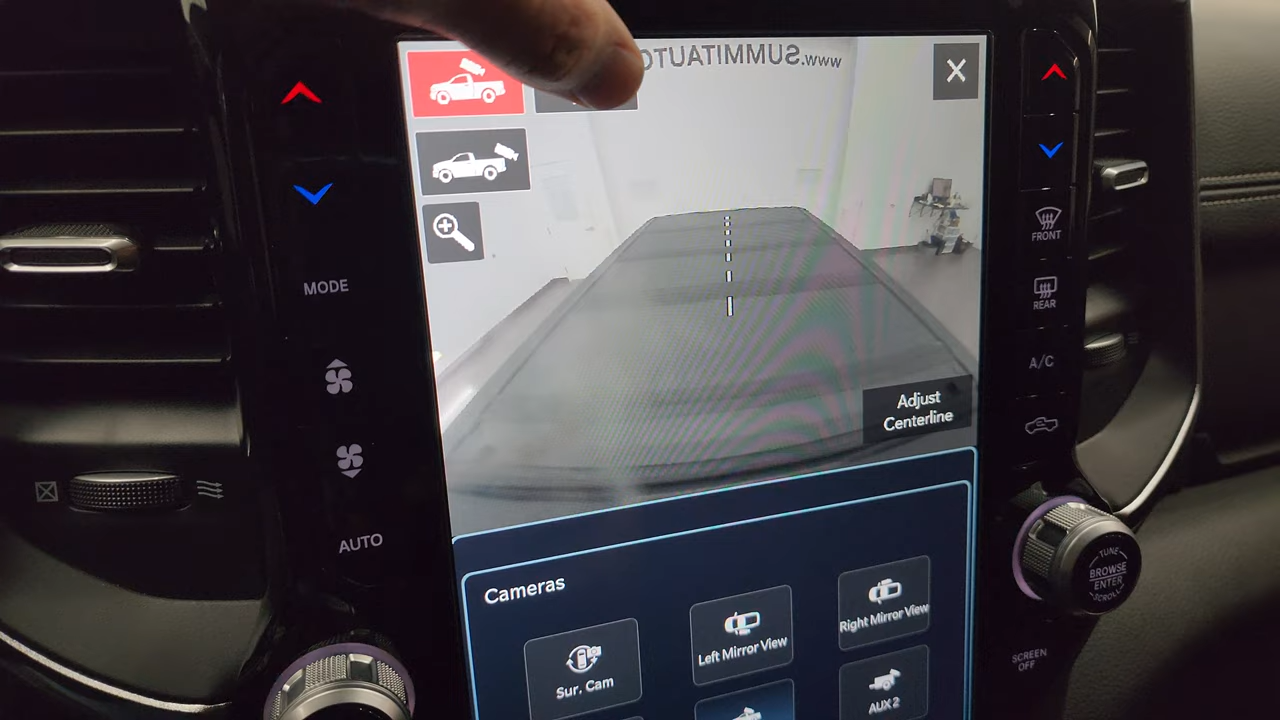 www.SUMMITAUTO
MODE
AUTO
FRONT
REAR
A/C
Adjust
Centerline
Cameras
Sur. Cam
Left Mirror View
Right Mirror View
AUX 2
TUNE
BROWSE
ENTER
SCROLL
SCREEN
OFF